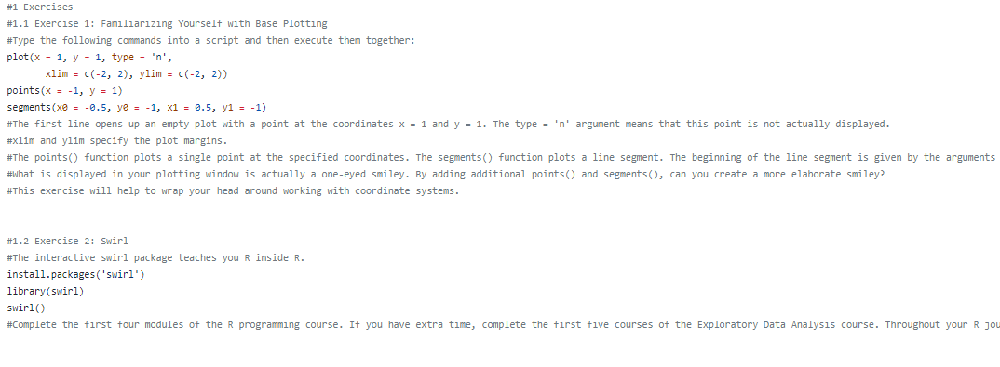 #1 Exercises
#1.1 Exercise 1: Familiarizing Yourself with Base Plotting
#Type the following commands into a script and then execute them together:
plot(x = 1, y = 1, type = 'n',
xlim = c(-2, 2), ylim = c(-2, 2))
points(x = -1, y = 1)
segments(x0 = -0.5, y0 = -1, x1 = 0.5, y1 = -1)
#The first line opens up an empty plot with a point at the coordinates x = 1 and y = 1. The type = 'n' argument means that this point is not actually displayed.
#xlim and ylim specify the plot margins.
#The points() function plots a single point at the specified coordinates. The segments() function plots a line segment. The beginning of the line segment is given by the arguments
#What is displayed in your plotting window is actually a one-eyed smiley. By adding additional points() and segments(), can you create a more elaborate smiley?
#This exercise will help to wrap your head around working with coordinate systems.
#1.2 Exercise 2: Swirl
#The interactive swirl package teaches you R inside R.
install.packages('swirl')
library(swirl)
swirl()
#Complete the first four modules of the R programming course. If you have extra time, complete the first five courses of the Exploratory Data Analysis course. Throughout your R jou